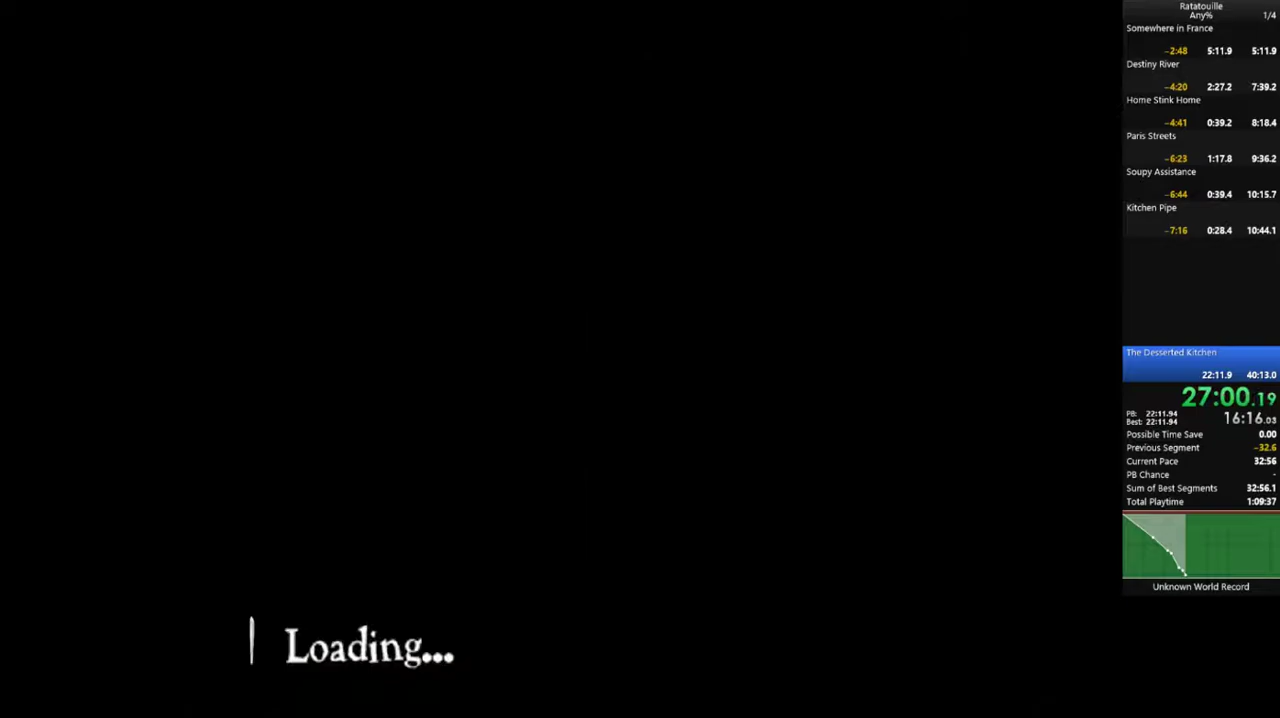 Ratatouille
Any% 1/4
Somewhere in France
-2:48 5:11.9 5:11.9
Destiny River
-4:20 2:27.2 7:39.2
Home Stink Home
-4:41 0:39.2 8:18.4
Paris Streets
-6:23 1:17.8 9:36.2
Soupy Assistance
-6:44 0:39.4 10:15.7
Kitchen Pipe
-7:16 0:28.4 10:44.1
The Desserted Kitchen
22:11.9 40:13.0
27:00.19
PB: 22:11.94
Best: 22:11.94
16:16.03
Possible Time Save 0.00
Previous Segment -32.6
Current Pace 32:56
PB Chance -
Sum of Best Segments 32:56.1
Total Playtime 1:09:37
Unknown World Record
Loading...